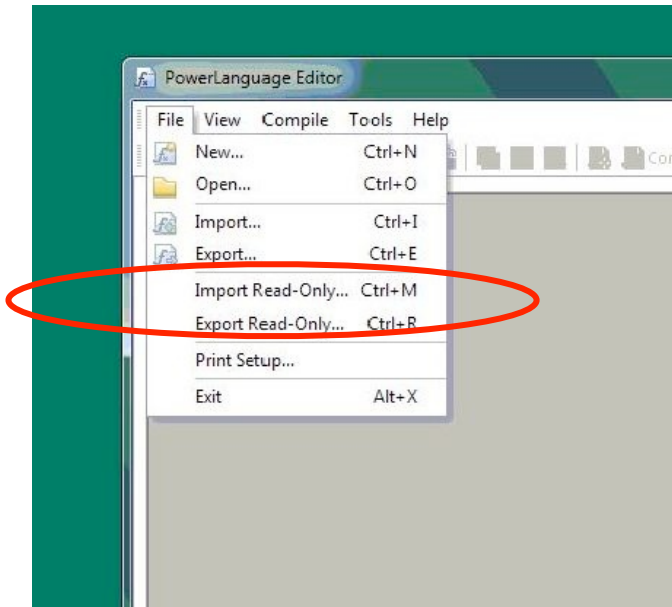 PowerLanguage Editor
File View Compile Tools Help
New... Ctrl+N
Open... Ctrl+O
Import... Ctrl+I
Export... Ctrl+E
Import Read-Only... Ctrl+M
Export Read-Only... Ctrl+R
Print Setup...
Exit Alt+X